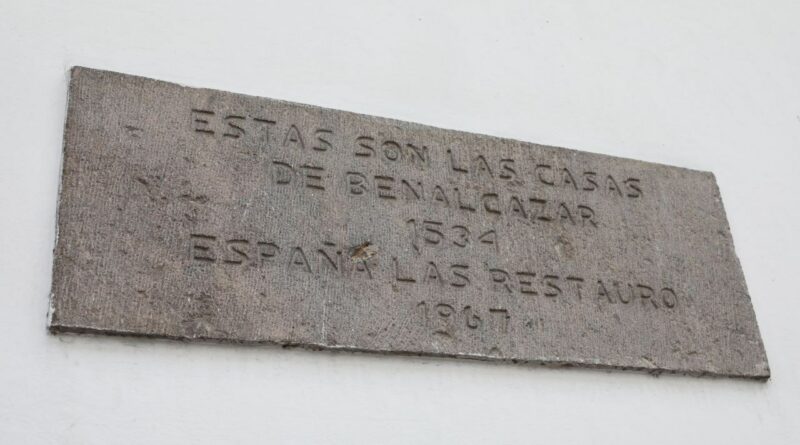 ESTAS SON LAS CASAS
DE BENALCAZAR
1534
ESPAÑA LAS RESTAURO
1967